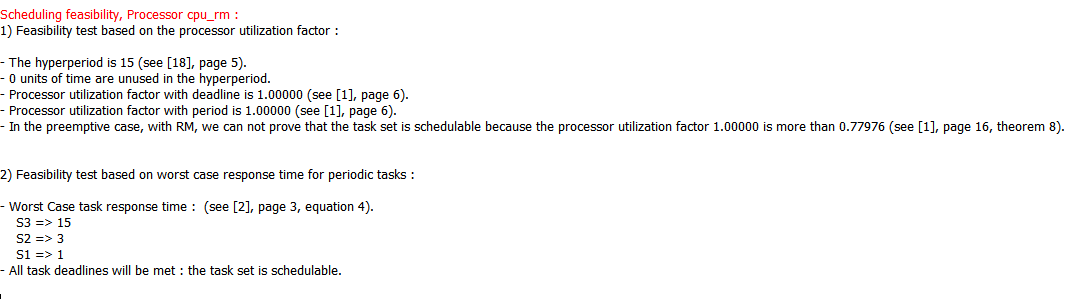 Scheduling feasibility, Processor cpu_rm :
1) Feasibility test based on the processor utilization factor :
- The hyperperiod is 15 (see [18], page 5).
- 0 units of time are unused in the hyperperiod.
- Processor utilization factor with deadline is 1.00000 (see [1], page 6).
- Processor utilization factor with period is 1.00000 (see [1], page 6).
- In the preemptive case, with RM, we can not prove that the task set is schedulable because the processor utilization factor 1.00000 is more than 0.77976 (see [1], page 16, theorem 8).
2) Feasibility test based on worst case response time for periodic tasks :
- Worst Case task response time :  (see [2], page 3, equation 4).
S3 => 15
S2 => 3
S1 => 1
- All task deadlines will be met : the task set is schedulable.